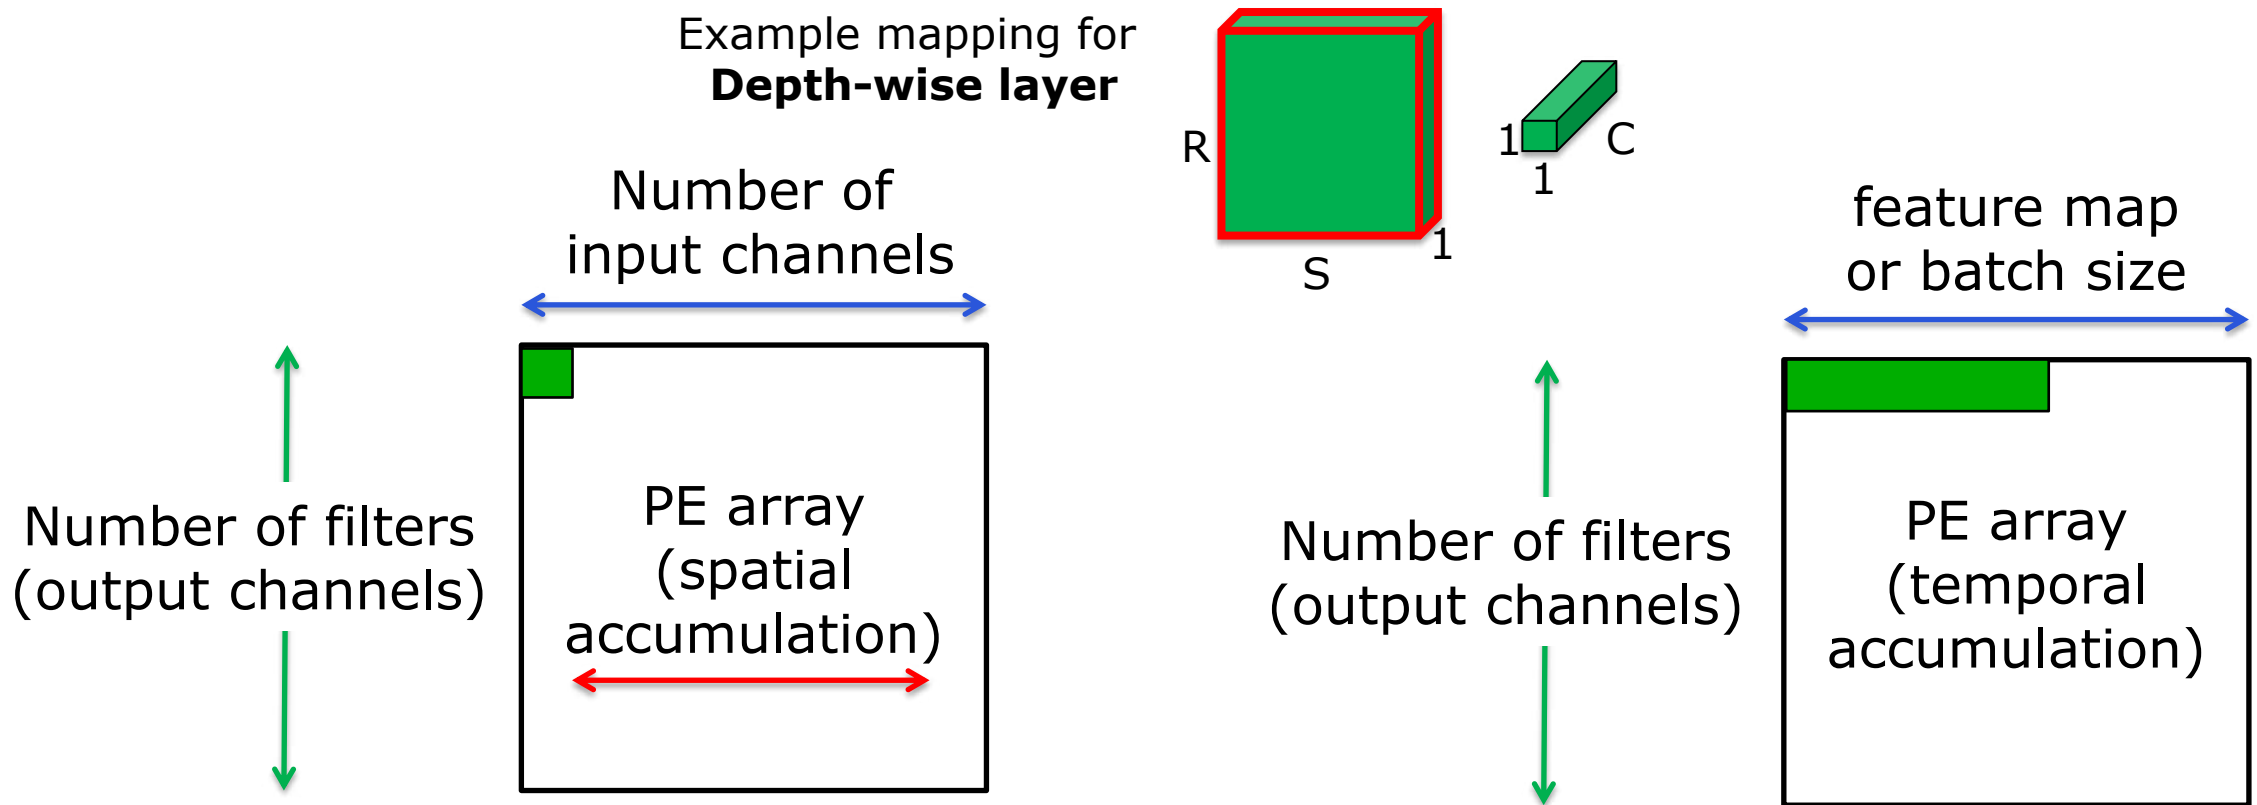 Example mapping for
Depth-wise layer
R
S
1
1
1
C
Number of
input channels
Number of filters
(output channels)
PE array
(spatial
accumulation)
feature map
or batch size
Number of filters
(output channels)
PE array
(temporal
accumulation)